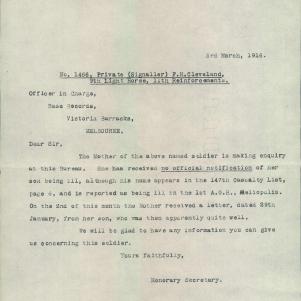 3rd March, 1916.
No. 1466, Private (Signaller) F.H.Cleveland,
9th Light Horse, 11th Reinforcements.
Officer in Charge,
Base Records,
Victoria Barracks,
MELBOURNE.
Dear Sir,
The Mother of the above named soldier is making enquiry
at this Bureau. She has received no official notification of her
son being ill, although his name appears in the 147th Casualty List,
page 6, and is reported as being ill in the 1st A.G.H., Heliopolis.
On the 2nd of this month the Mother received a letter, dated 29th
January, from her son, who was then apparently quite well.
We will be glad to have any information you can give
us concerning this soldier.
Yours faithfully,
Honorary Secretary.